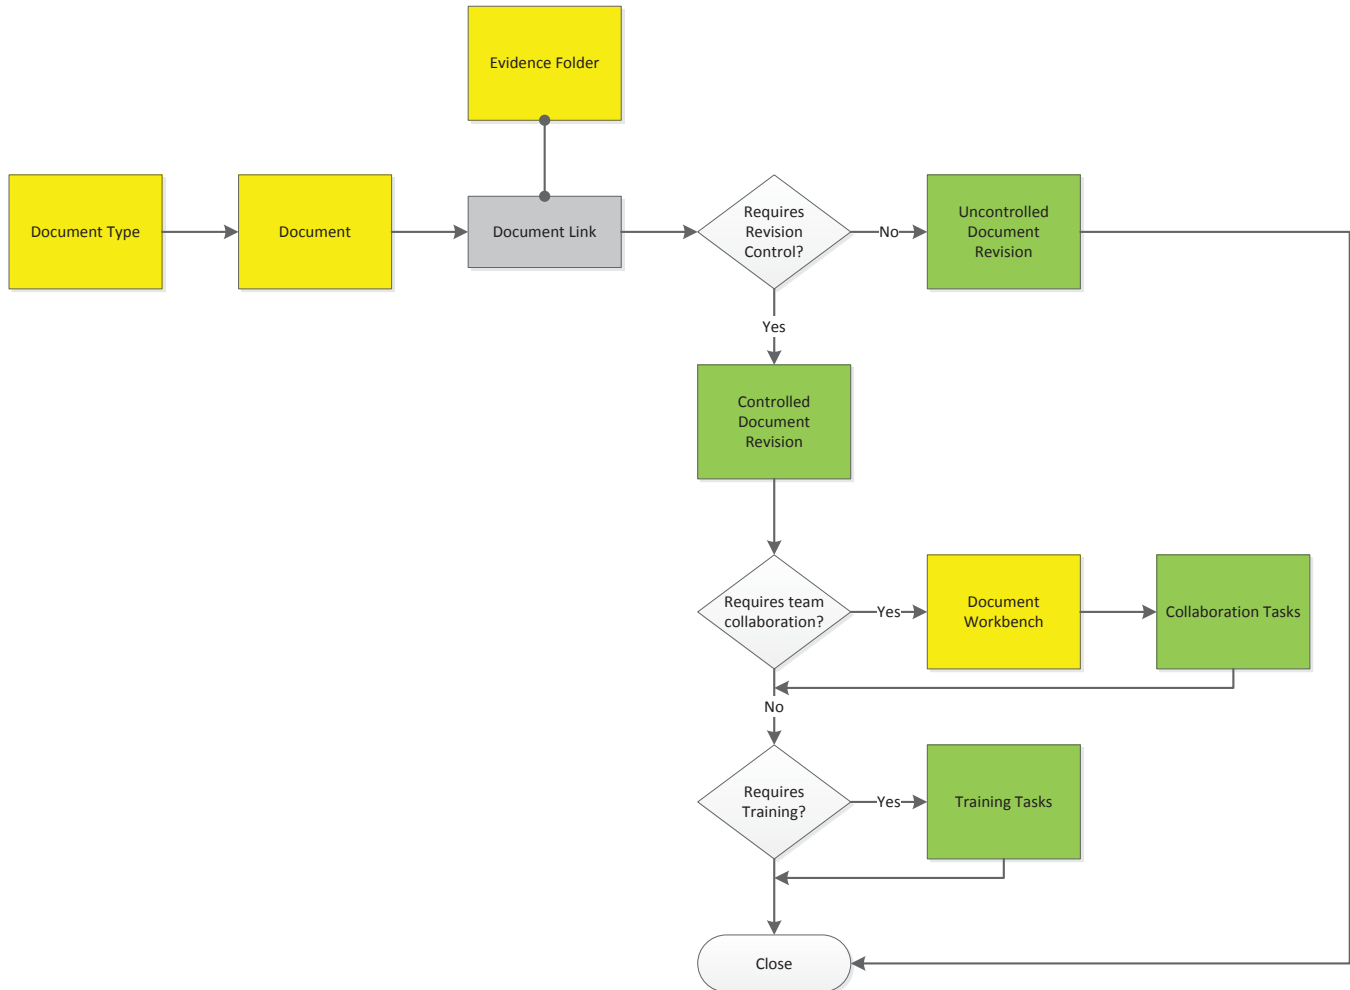 Evidence Folder
Document Type
Document
Document Link
Requires
Revision
Control?
No
Uncontrolled
Document
Revision
Yes
Controlled
Document
Revision
Requires team
collaboration?
Yes
Document
Workbench
Collaboration Tasks
No
Requires
Training?
Yes
Training Tasks
Close